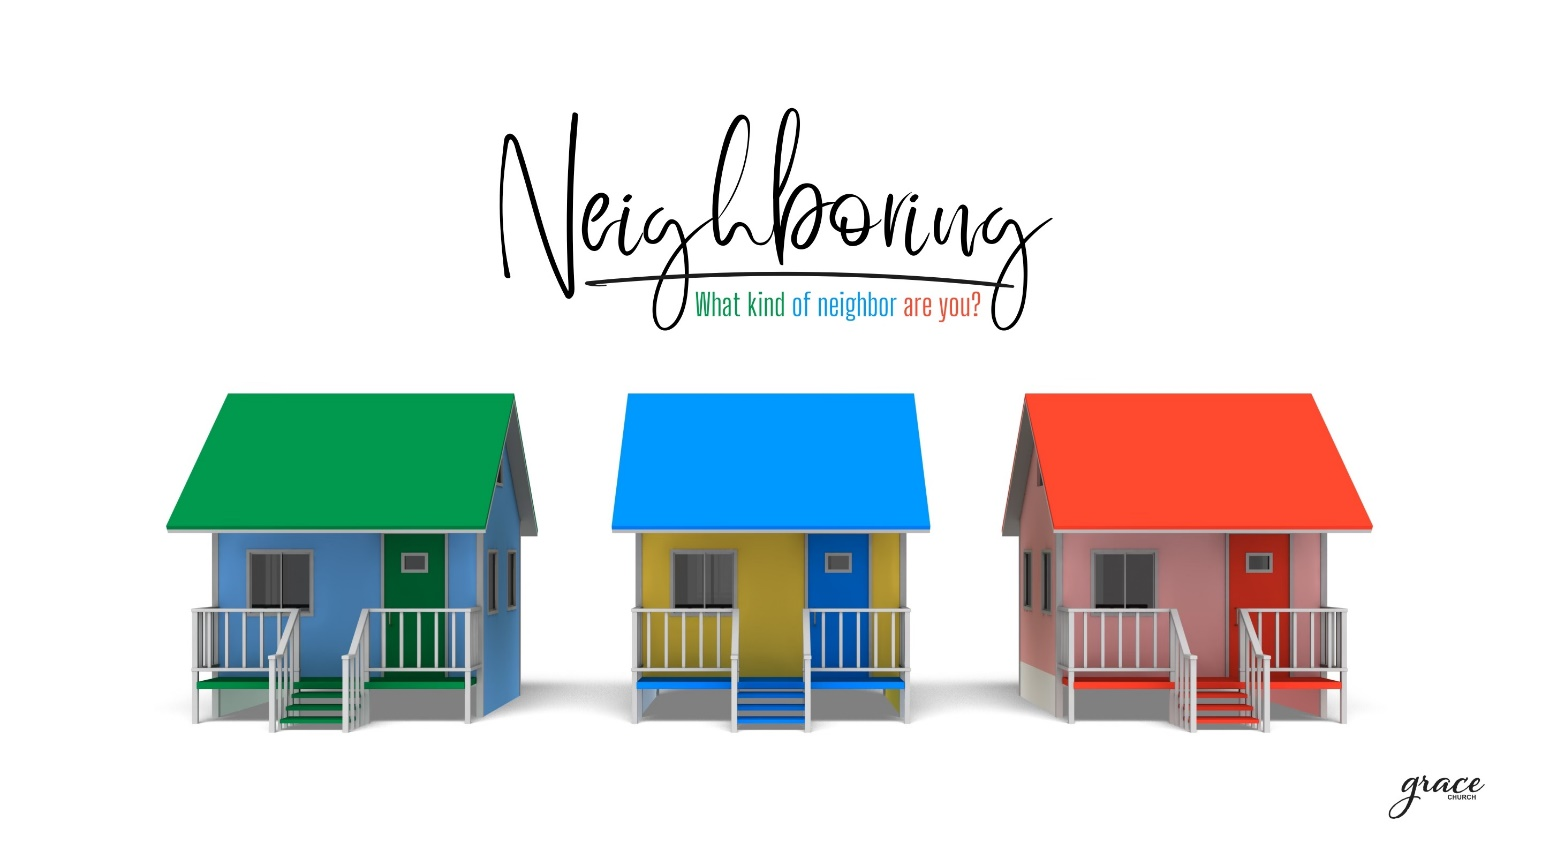 Neighboring
What kind of neighbor are you?
grace
CHURCH